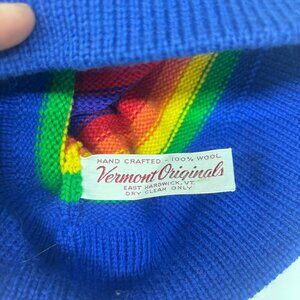 HAND CRAFTED - 100% WOOL
Vermont Originals
EAST HARDWICK, VT.
DRY CLEAN ONLY